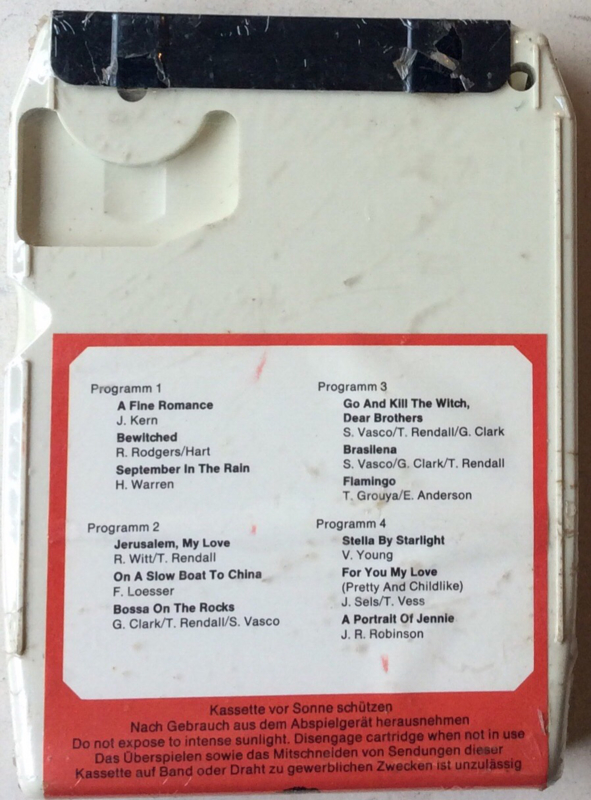 Programm 1
A Fine Romance
J. Kern
Bewitched
R. Rodgers/Hart
September In The Rain
H. Warren
Programm 2
Jerusalem, My Love
R. Witt/T. Rendall
On A Slow Boat To China
F. Loesser
Bossa On The Rocks
G. Clark/T. Rendall/S. Vasco
Programm 3
Go And Kill The Witch,
Dear Brothers
S. Vasco/T. Rendall/G. Clark
Brasilena
S. Vasco/G. Clark/T. Rendall
Flamingo
T. Grouya/E. Anderson
Programm 4
Stella By Starlight
V. Young
For You My Love
(Pretty And Childlike)
J. Sels/T. Vess
A Portrait Of Jennie
J. R. Robinson
Kassette vor Sonne schützen
Nach Gebrauch aus dem Abspielgerät herausnehmen
Do not expose to intense sunlight. Disengage cartridge when not in use
Das Überspielen sowie das Mitschneiden von Sendungen dieser
Kassette auf Band oder Draht zu gewerblichen Zwecken ist unzulässig